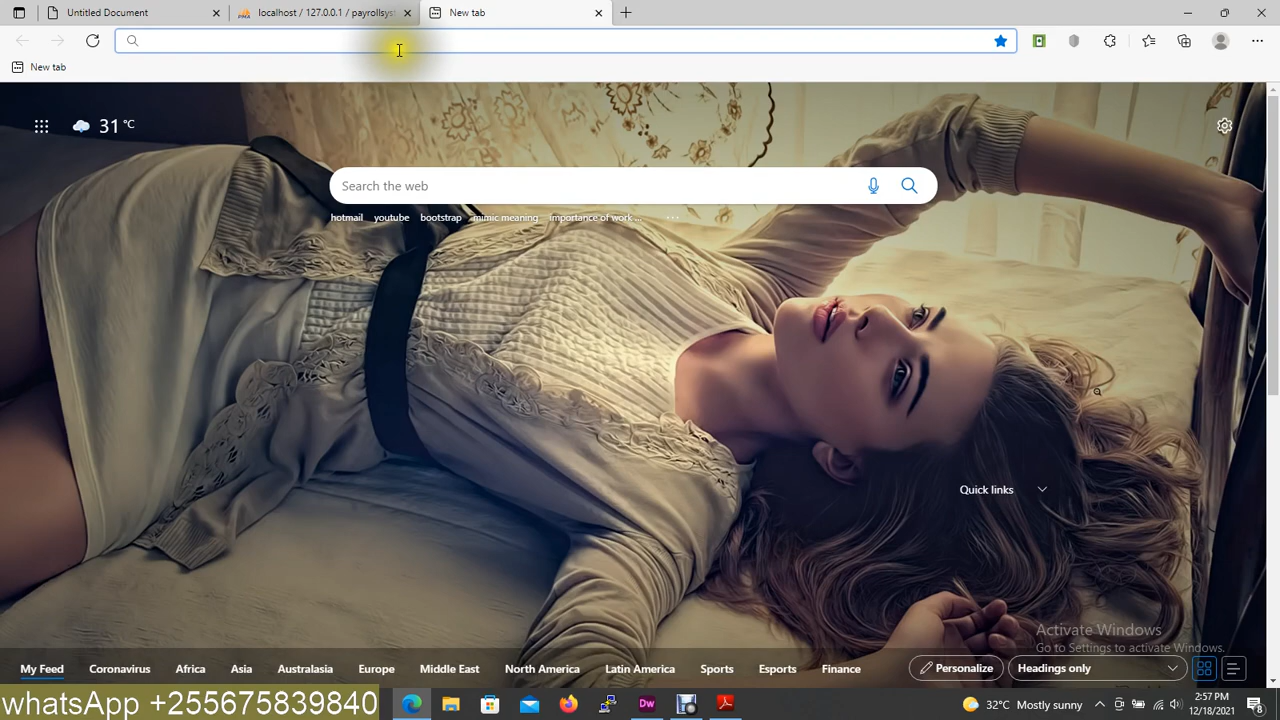 Untitled Document
localhost / 127.0.0.1 / payrollsys
New tab
New tab
31 °C
Search the web
hotmail youtube bootstrap mimic meaning importance of work ... ...
Quick links
Activate Windows
Go to Settings to activate Windows.
My Feed Coronavirus Africa Asia Australasia Europe Middle East North America Latin America Sports Esports Finance Personalize Headings only
whatsApp +255675839840
Dw
32°C Mostly sunny
2:57 PM
12/18/2021
8